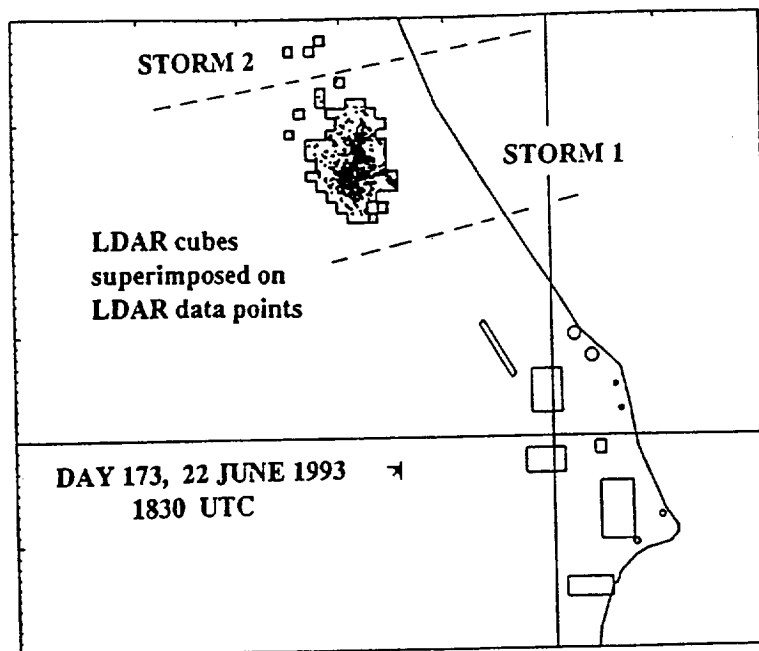 STORM 2
STORM 1
LDAR cubes
superimposed on
LDAR data points
DAY 173, 22 JUNE 1993
1830 UTC